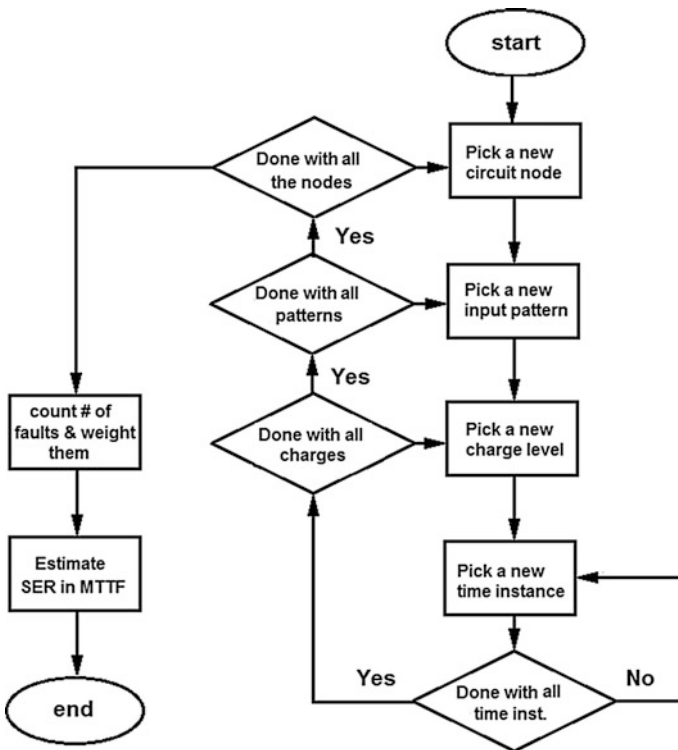 start
Done with all
the nodes
Pick a new
circuit node
Yes
Done with all
patterns
Pick a new
input pattern
Yes
count # of
faults & weight
them
Done with all
charges
Pick a new
charge level
Estimate
SER in MTTF
Pick a new
time instance
Yes
No
Done with all
time inst.
end